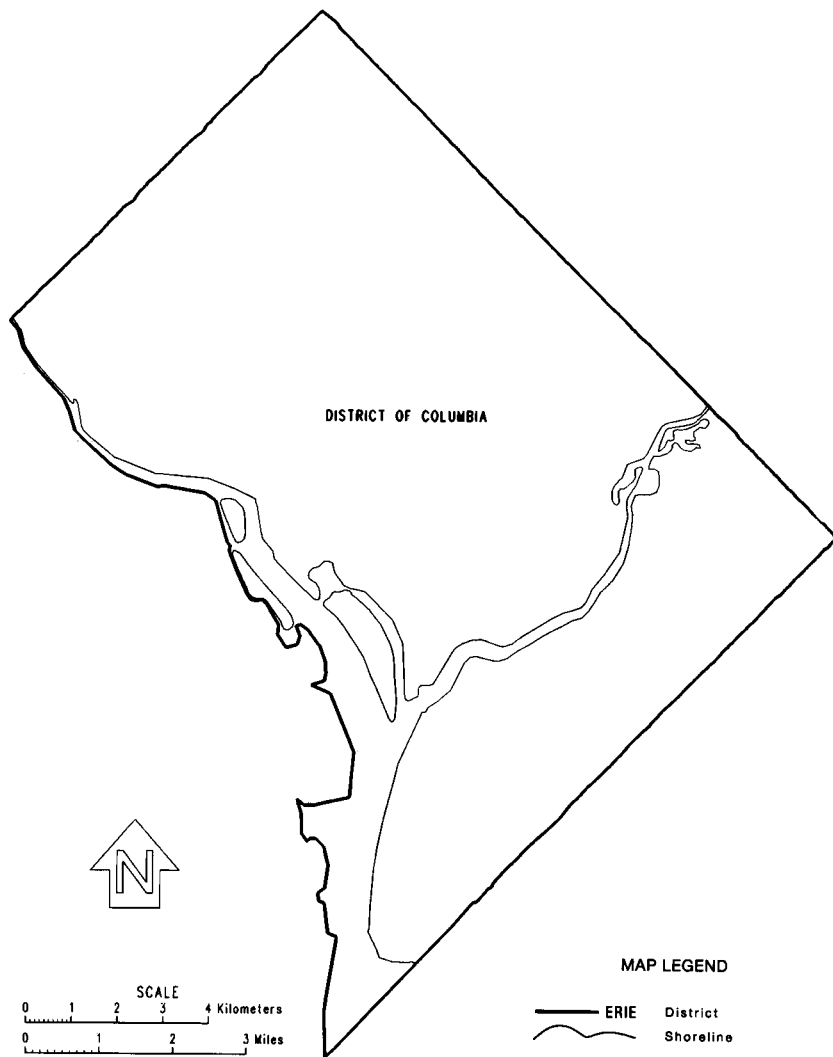 DISTRICT OF COLUMBIA
N
SCALE
0 1 2 3 4 Kilometers
0 1 2 3 Miles
MAP LEGEND
ERIE District
Shoreline